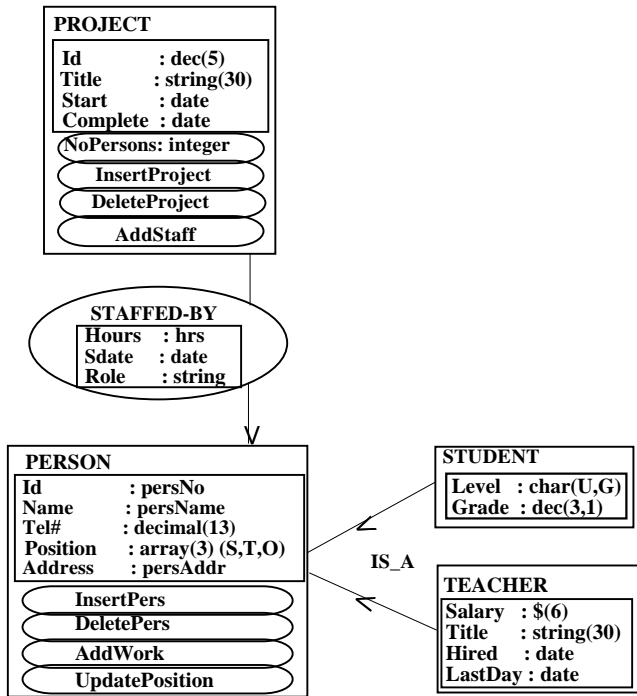 PROJECT
Id : dec(5)
Title : string(30)
Start : date
Complete : date
NoPersons: integer
InsertProject
DeleteProject
AddStaff
STAFFED-BY
Hours : hrs
Sdate : date
Role : string
PERSON
Id : persNo
Name : persName
Tel# : decimal(13)
Position : array(3) (S,T,O)
Address : persAddr
InsertPers
DeletePers
AddWork
UpdatePosition
STUDENT
Level : char(U,G)
Grade : dec(3,1)
IS_A
TEACHER
Salary : $(6)
Title : string(30)
Hired : date
LastDay : date